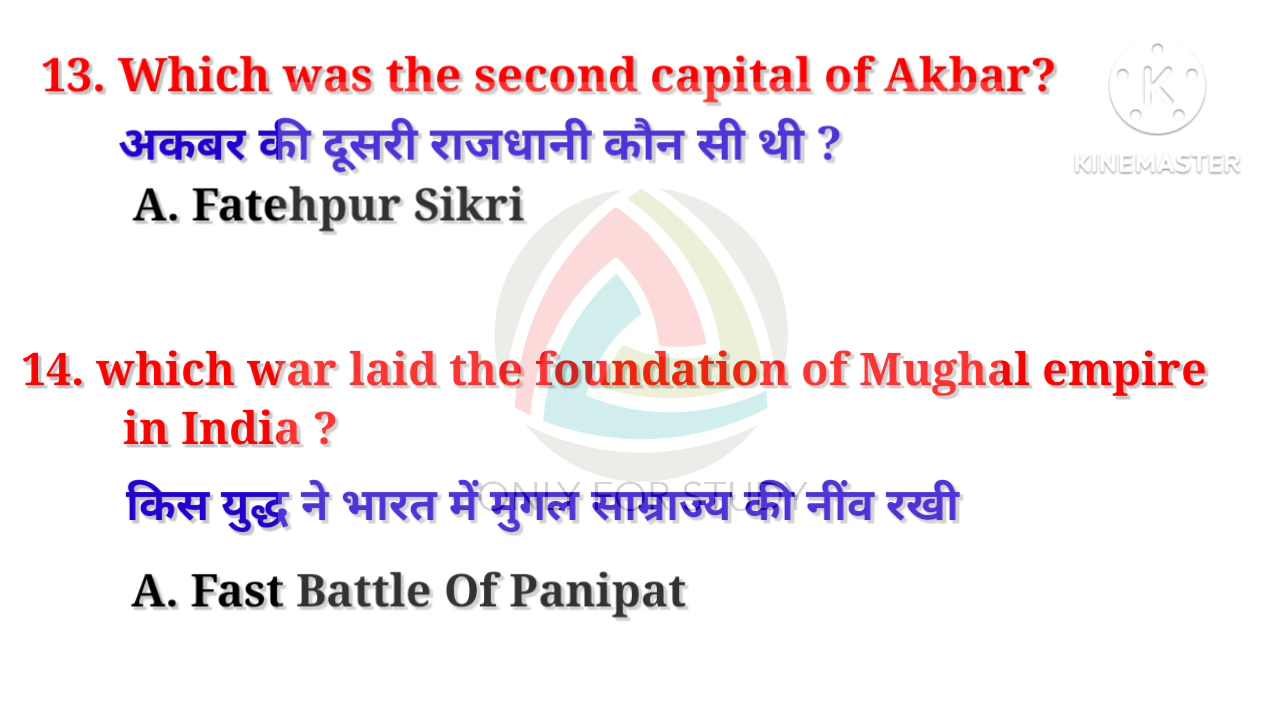 13. Which was the second capital of Akbar?
अकबर की दूसरी राजधानी कौन सी थी ?
KINEMASTER
A. Fatehpur Sikri
14. which war laid the foundation of Mughal empire
in India ?
किस युद्ध ने भारत में मुगल साम्राज्य की नींव रखी
ONLY FOR STUDY
A. Fast Battle Of Panipat